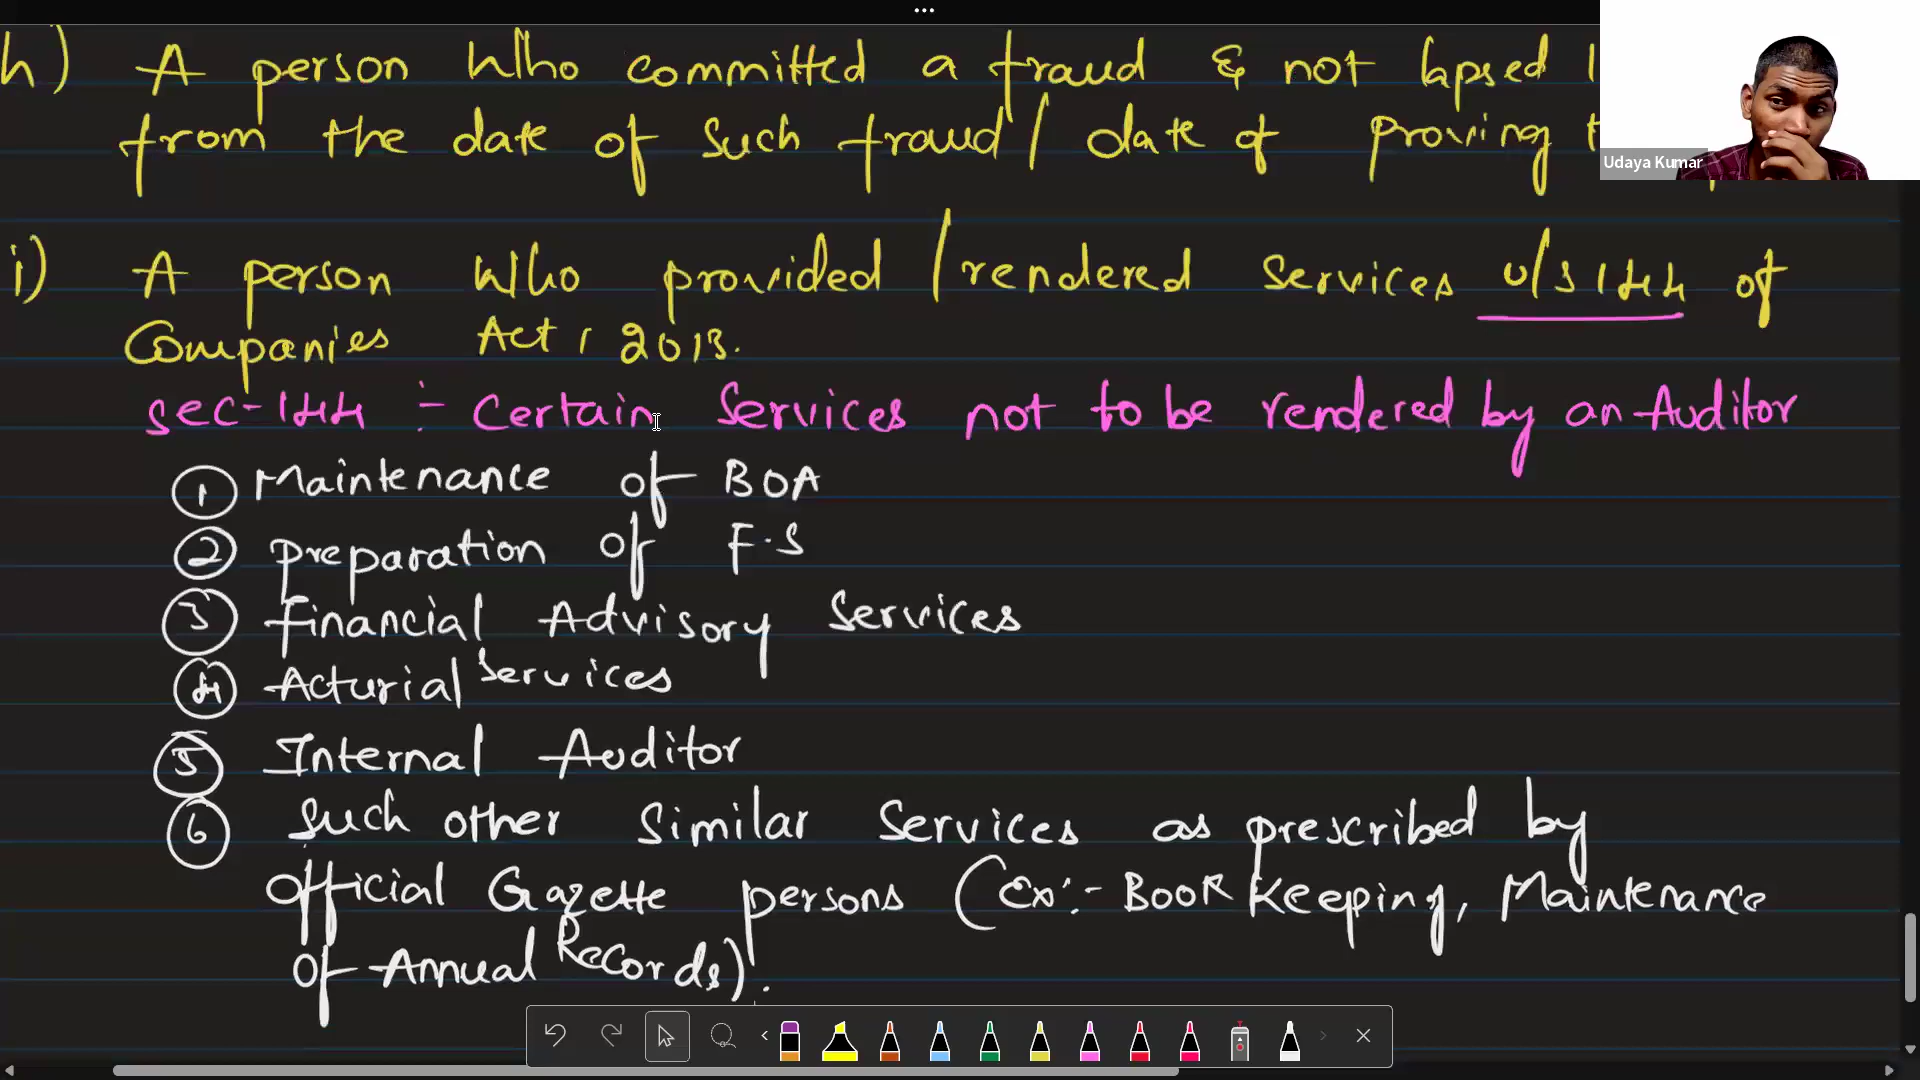 h) A person who committed a fraud & not lapsed
from the date of such fraud / date of proving
Udaya Kumar
i) A person who provided / rendered services u/s 144 of
Companies Act, 2013.
sec-144 :- Certain Services not to be rendered by an Auditor
① Maintenance of BOA
② preparation of F.S
③ Financial Advisory Services
④ Acturial Services
⑤ Internal Auditor
⑥ Such other similar Services as prescribed by
Official Gazette persons (Ex:- Book Keeping, Maintenance
of Annual Records).